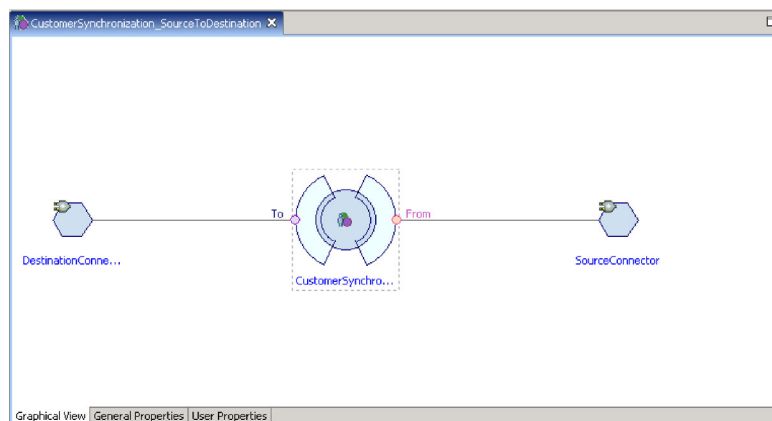 CustomerSynchronization_SourceToDestination
To
From
DestinationConne...
CustomerSynchro...
SourceConnector
Graphical View
General Properties
User Properties